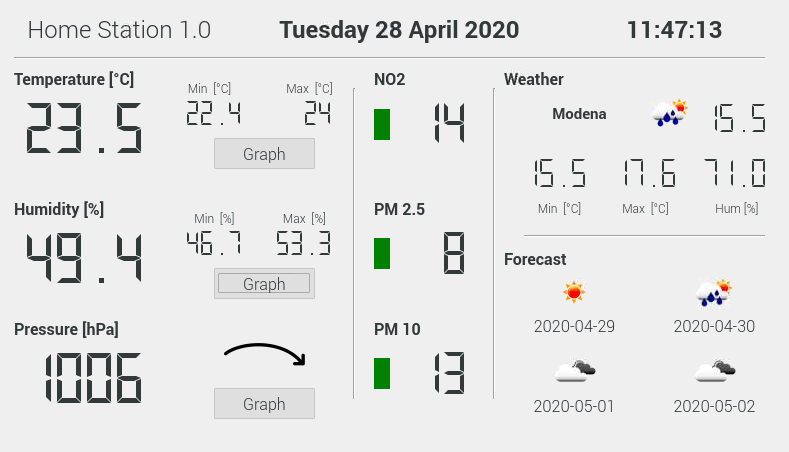 Home Station 1.0 Tuesday 28 April 2020 11:47:13
Temperature [°C]
Min [°C] Max [°C]
23.5 22.4 24
Graph
Humidity [%]
Min [%] Max [%]
49.4 46.7 53.3
Graph
Pressure [hPa]
1006
Graph
NO2
14
PM 2.5
8
PM 10
13
Weather
Modena 15.5
15.5 17.6 71.0
Min [°C] Max [°C] Hum [%]
Forecast
2020-04-29 2020-04-30
2020-05-01 2020-05-02